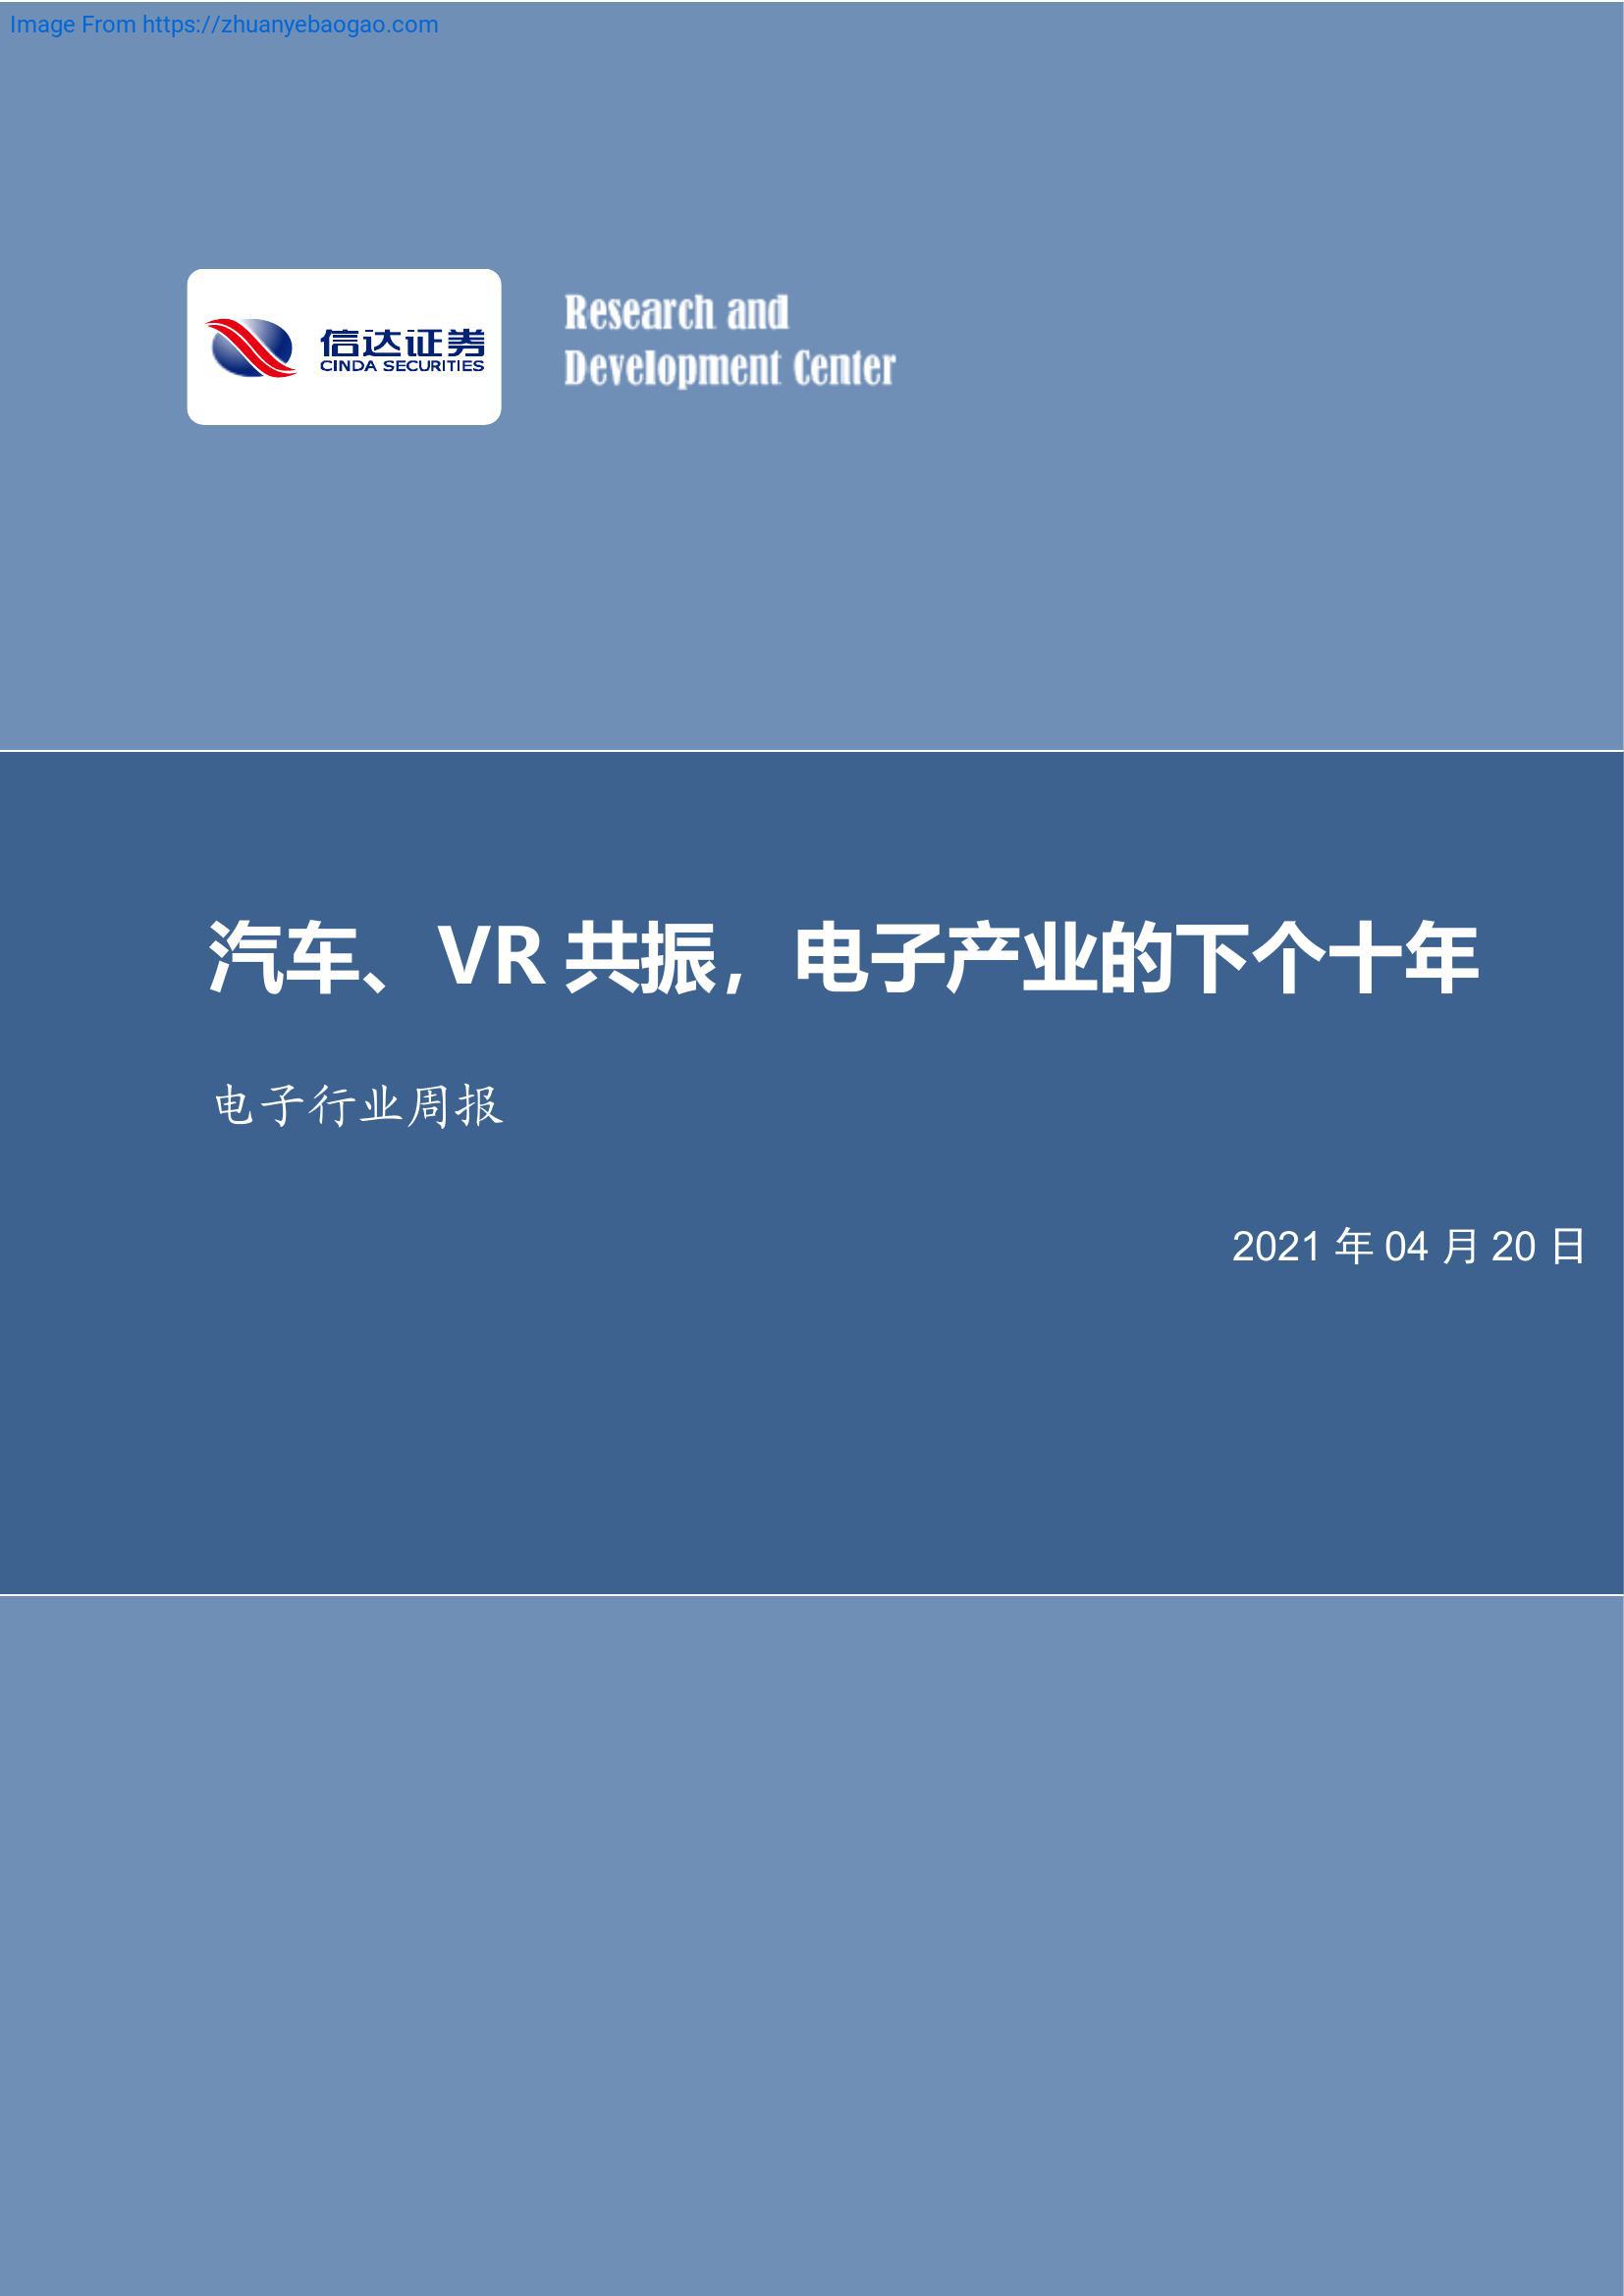 Image From https://zhuanyebaogao.com
信达证券
CINDA SECURITIES
Research and
Development Center
汽车、VR 共振，电子产业的下个十年
电子行业周报
2021 年 04 月 20 日